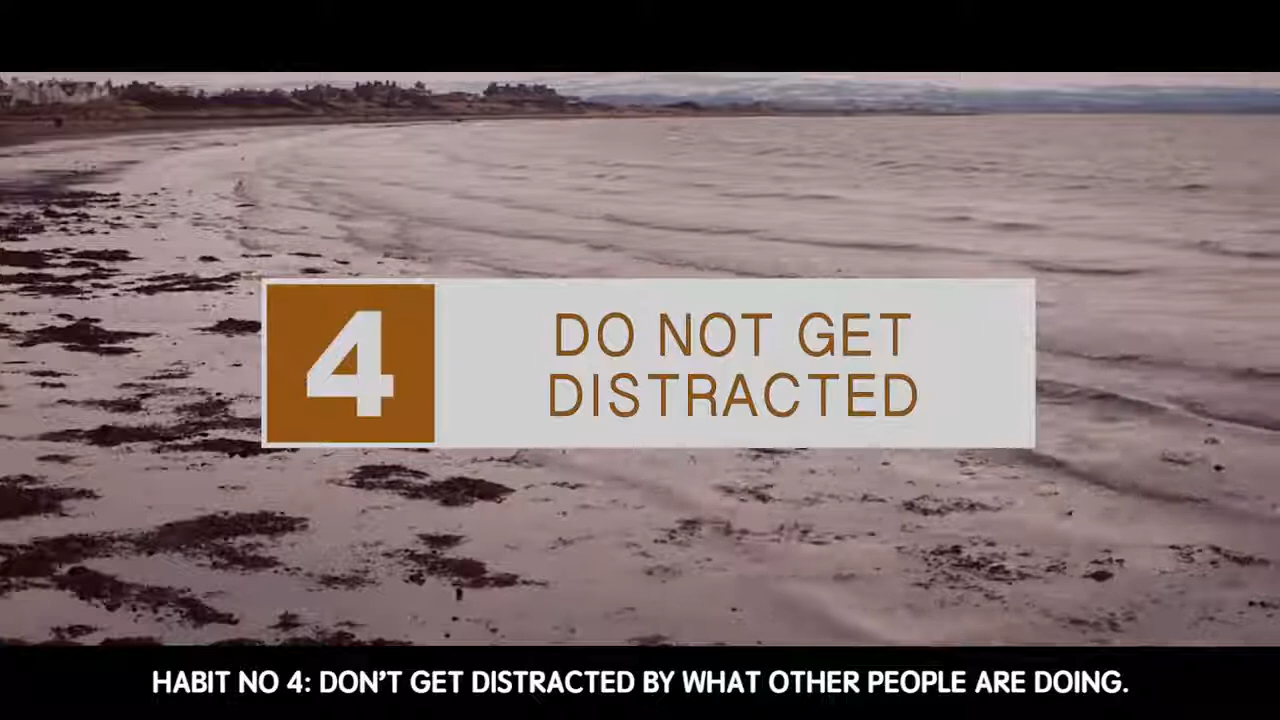 4
DO NOT GET
DISTRACTED
HABIT NO 4: DON'T GET DISTRACTED BY WHAT OTHER PEOPLE ARE DOING.